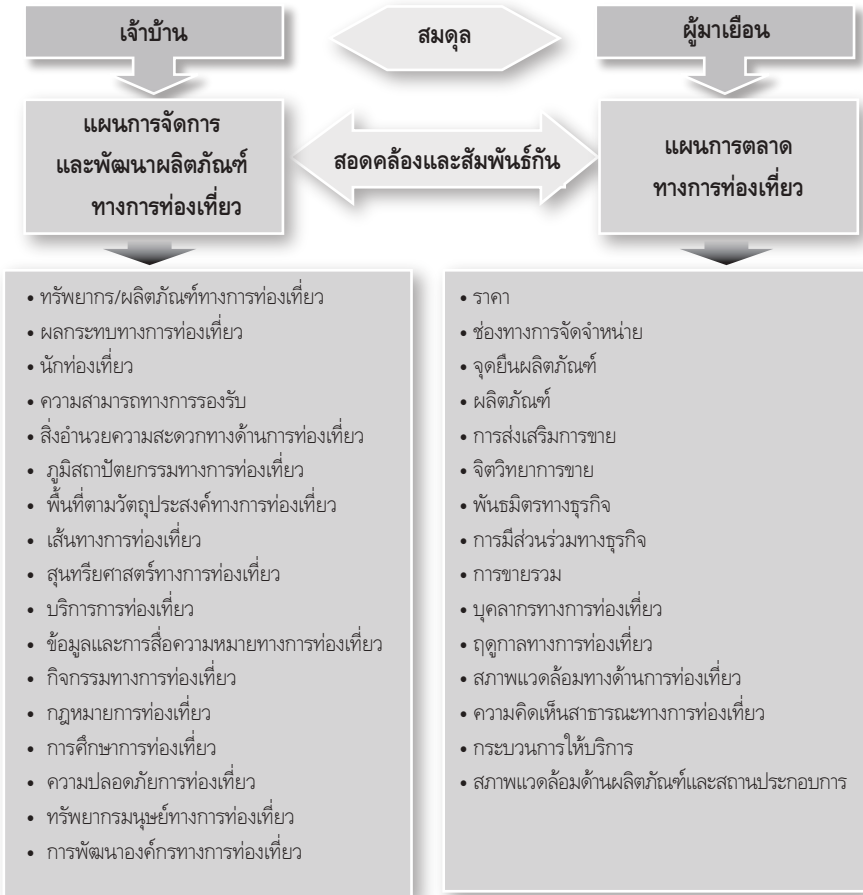 เจ้าบ้าน
สมดุล
ผู้มาเยือน
แผนการจัดการ
และพัฒนาผลิตภัณฑ์
ทางการท่องเที่ยว
สอดคล้องและสัมพันธ์กัน
แผนการตลาด
ทางการท่องเที่ยว
• ทรัพยากร/ผลิตภัณฑ์ทางการท่องเที่ยว
• ผลกระทบทางการท่องเที่ยว
• นักท่องเที่ยว
• ความสามารถทางการรองรับ
• สิ่งอำนวยความสะดวกทางด้านการท่องเที่ยว
• ภูมิสถาปัตยกรรมทางการท่องเที่ยว
• พื้นที่ตามวัตถุประสงค์ทางการท่องเที่ยว
• เส้นทางการท่องเที่ยว
• สุนทรียศาสตร์ทางการท่องเที่ยว
• บริการการท่องเที่ยว
• ข้อมูลและการสื่อความหมายทางการท่องเที่ยว
• กิจกรรมทางการท่องเที่ยว
• กฎหมายการท่องเที่ยว
• การศึกษาการท่องเที่ยว
• ความปลอดภัยการท่องเที่ยว
• ทรัพยากรมนุษย์ทางการท่องเที่ยว
• การพัฒนาองค์กรทางการท่องเที่ยว
• ราคา
• ช่องทางการจัดจำหน่าย
• จุดยืนผลิตภัณฑ์
• ผลิตภัณฑ์
• การส่งเสริมการขาย
• จิตวิทยาการขาย
• พันธมิตรทางธุรกิจ
• การมีส่วนร่วมทางธุรกิจ
• การขายรวม
• บุคลากรทางการท่องเที่ยว
• ฤดูกาลทางการท่องเที่ยว
• สภาพแวดล้อมทางด้านการท่องเที่ยว
• ความคิดเห็นสาธารณะทางการท่องเที่ยว
• กระบวนการให้บริการ
• สภาพแวดล้อมด้านผลิตภัณฑ์และสถานประกอบการ